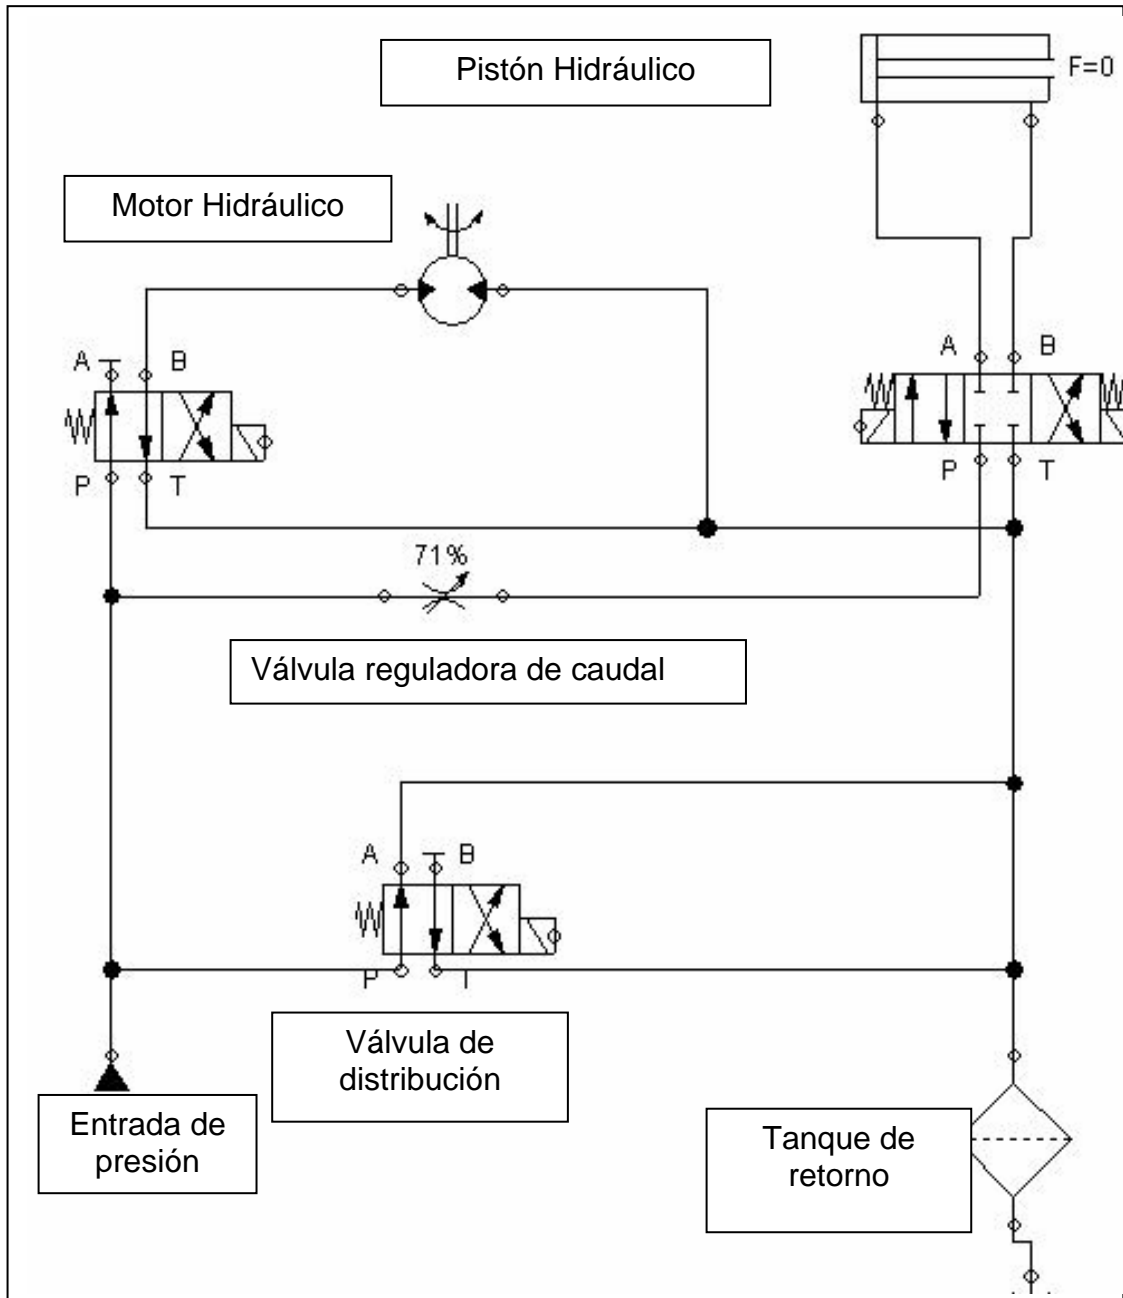 Pistón Hidráulico
F=0
Motor Hidráulico
A
B
A
B
P
T
P
T
71%
Válvula reguladora de caudal
A
B
P
T
Válvula de
distribución
Entrada de
presión
Tanque de
retorno